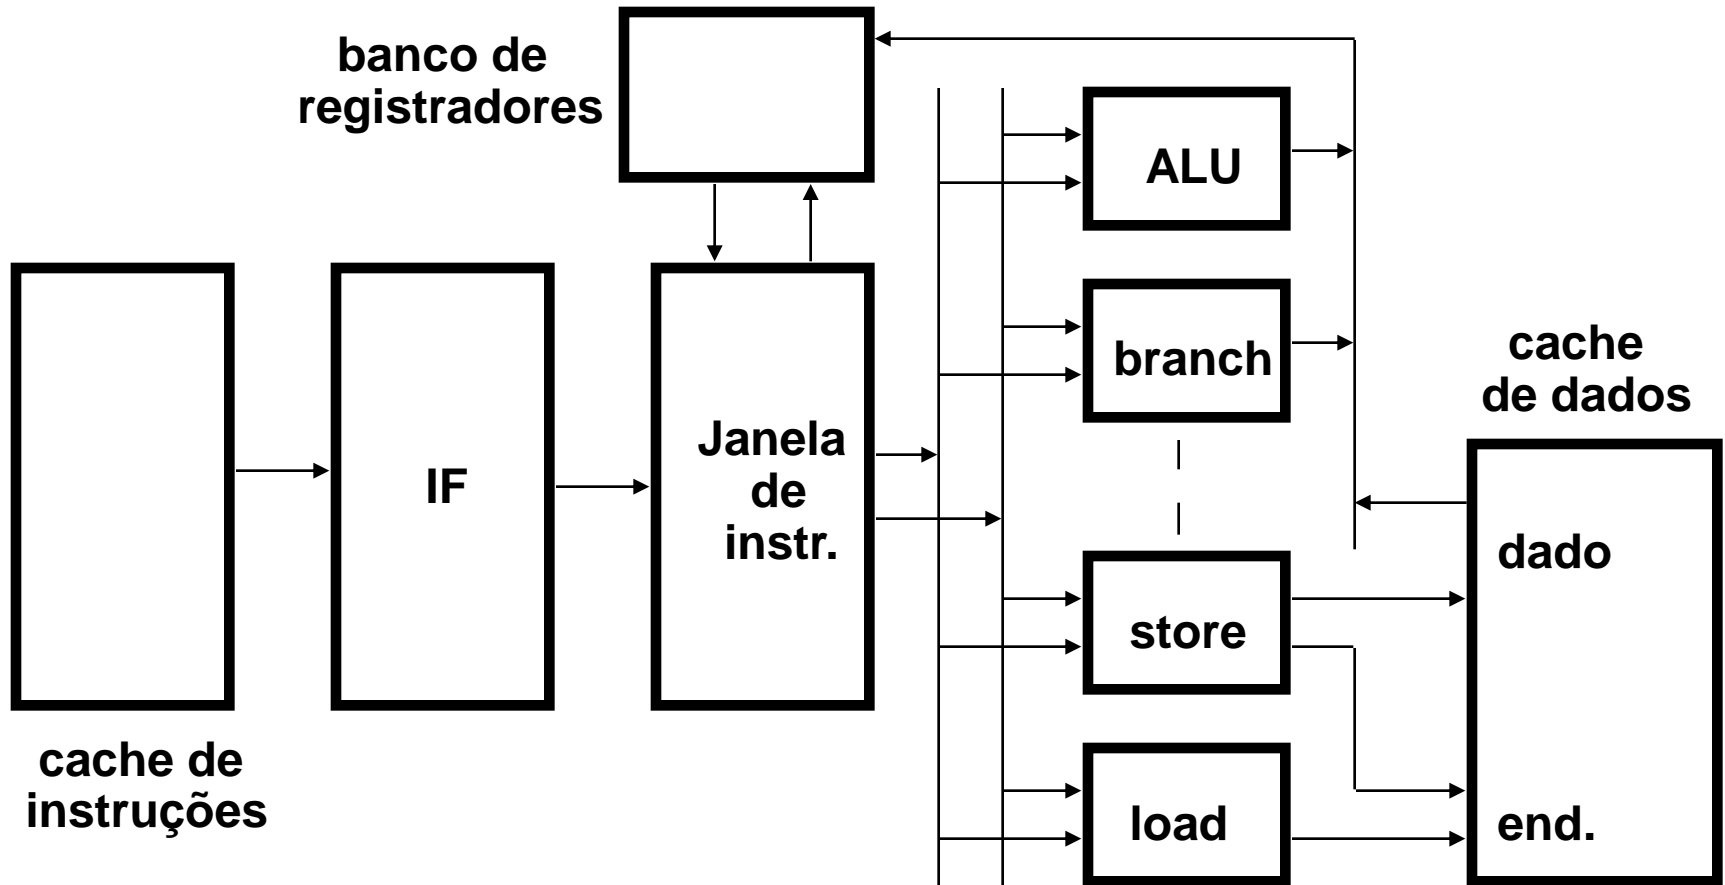 banco de
registradores
ALU
branch
cache
de dados
Janela
de
instr.
IF
dado
store
cache de
instruções
load
end.